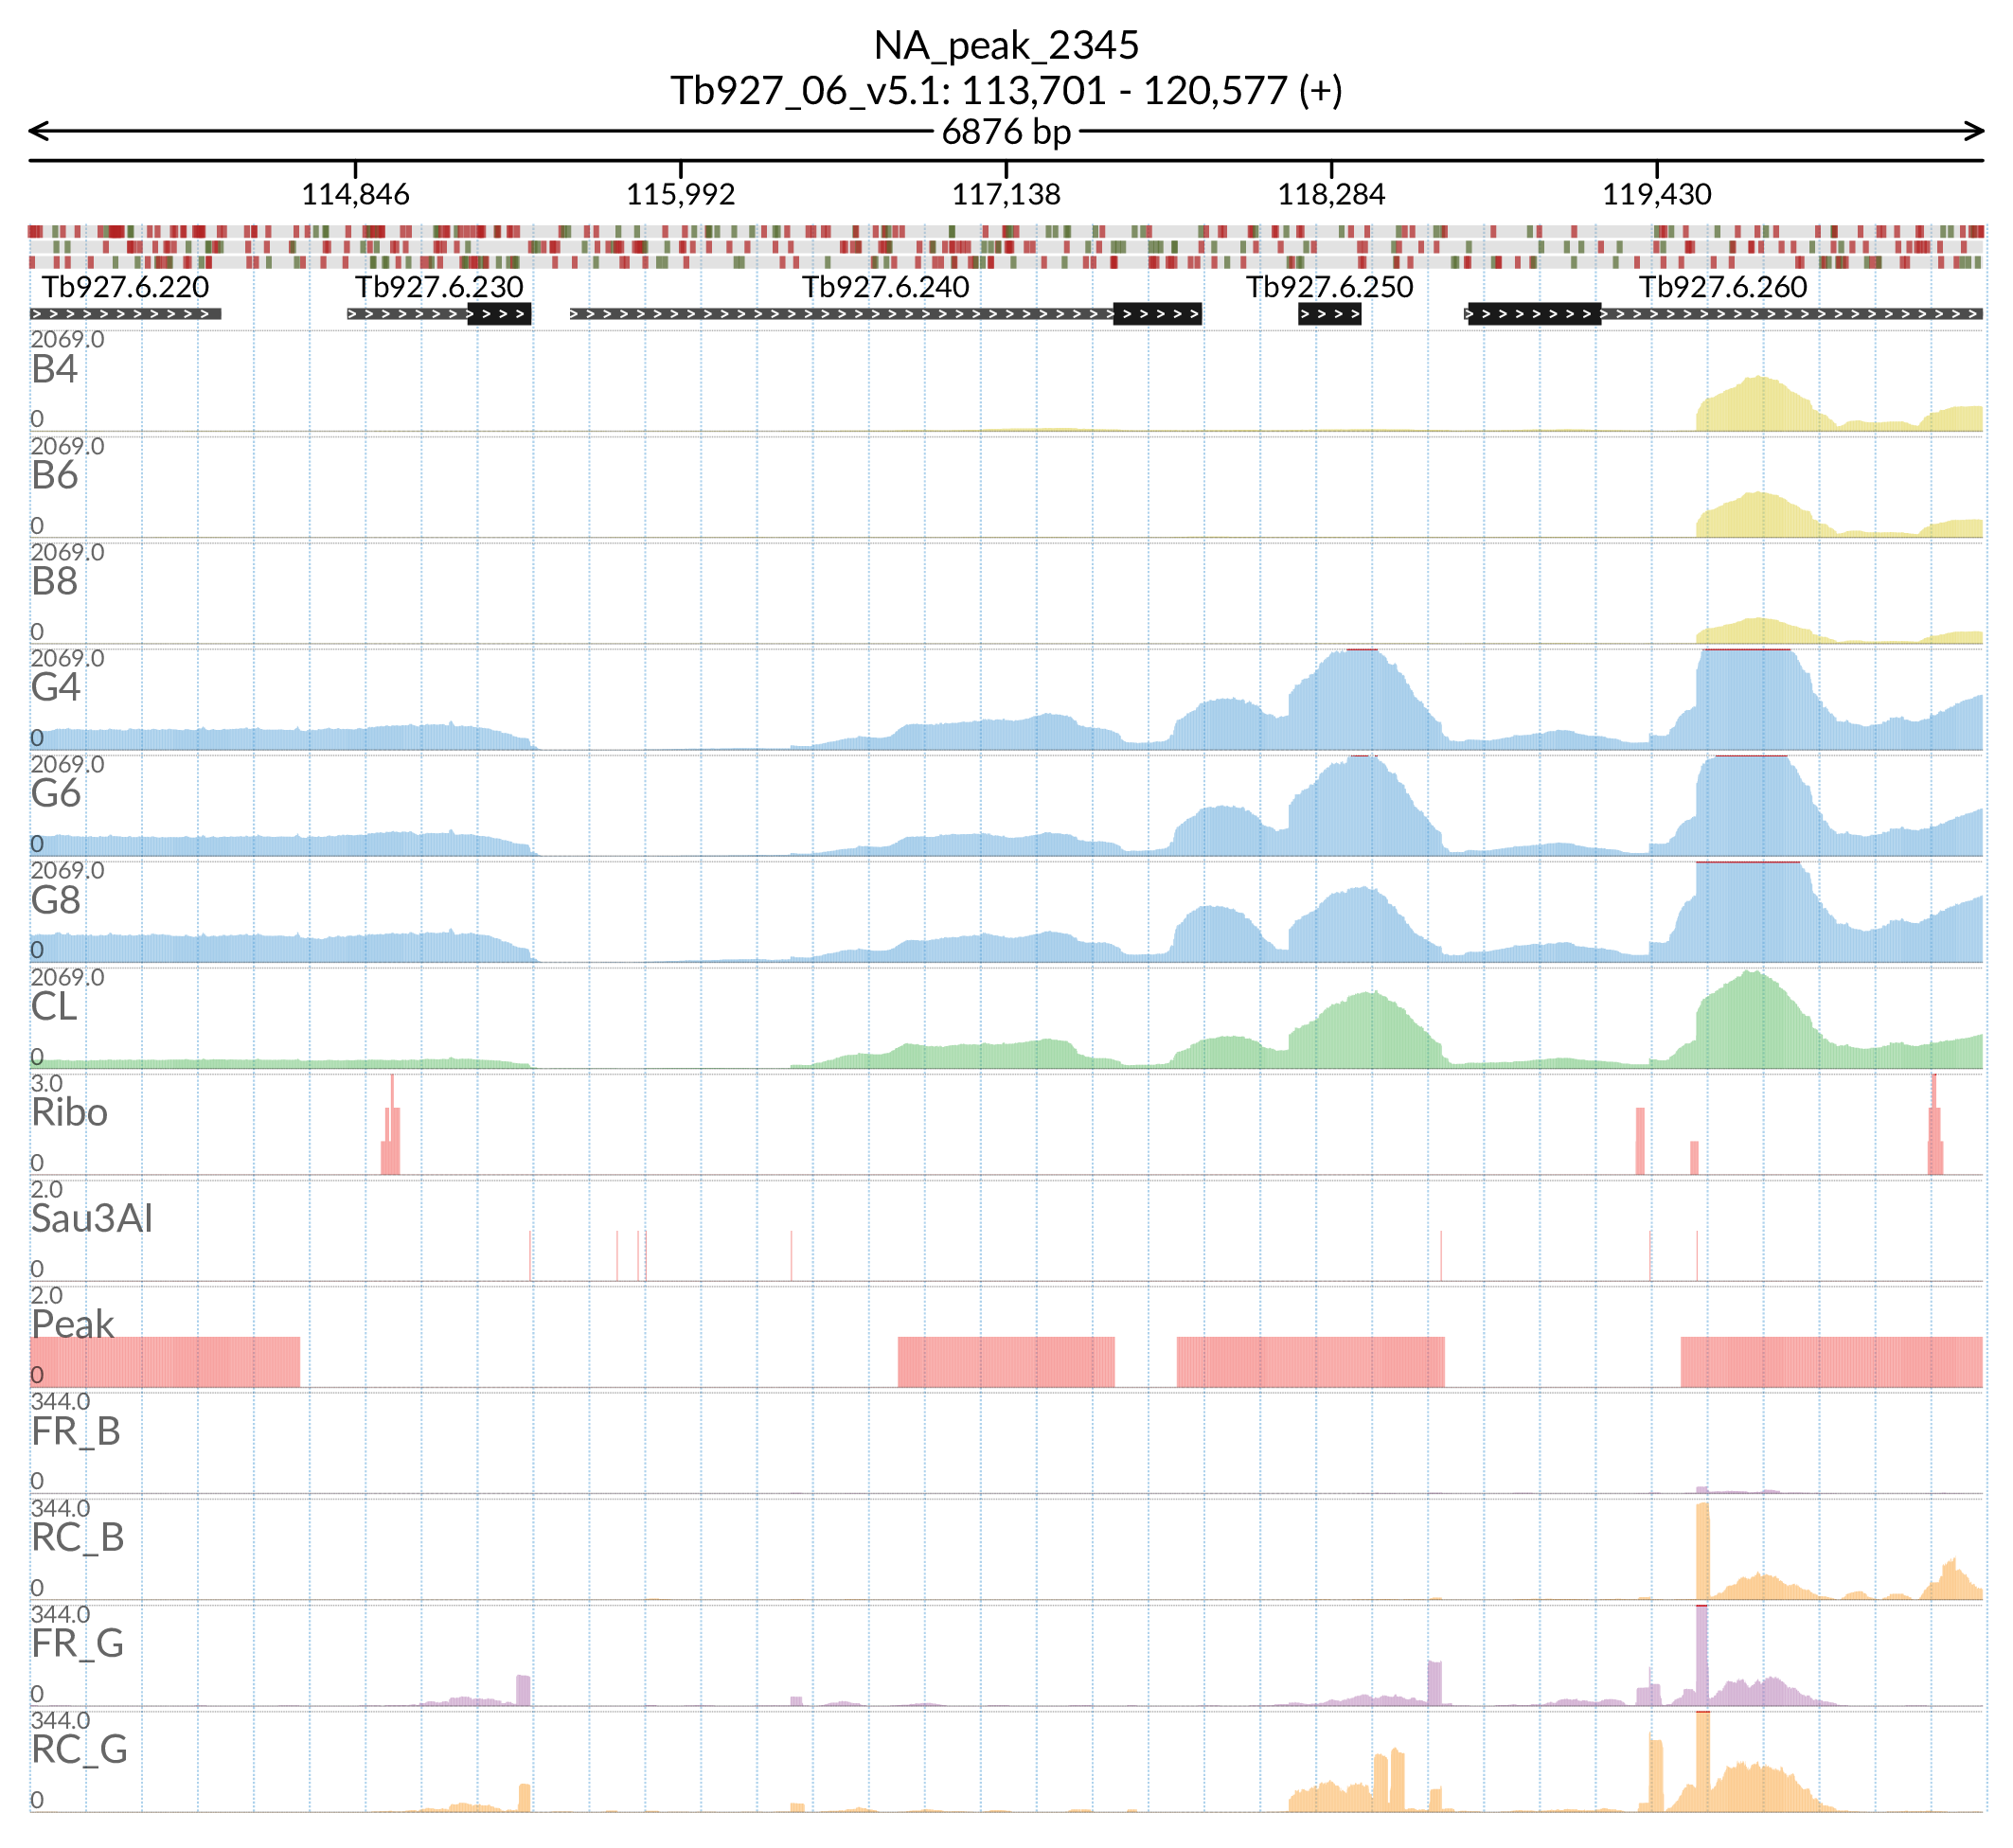 NA_peak_2345
Tb927_06_v5.1: 113,701 - 120,577 (+)
6876 bp
114,846 115,992 117,138 118,284 119,430
Tb927.6.220 Tb927.6.230 Tb927.6.240 Tb927.6.250 Tb927.6.260
2069.0
B4
0
2069.0
B6
0
2069.0
B8
0
2069.0
G4
0
2069.0
G6
0
2069.0
G8
0
2069.0
CL
0
3.0
Ribo
0
2.0
Sau3AI
0
2.0
Peak
0
344.0
FR_B
0
344.0
RC_B
0
344.0
FR_G
0
344.0
RC_G
0